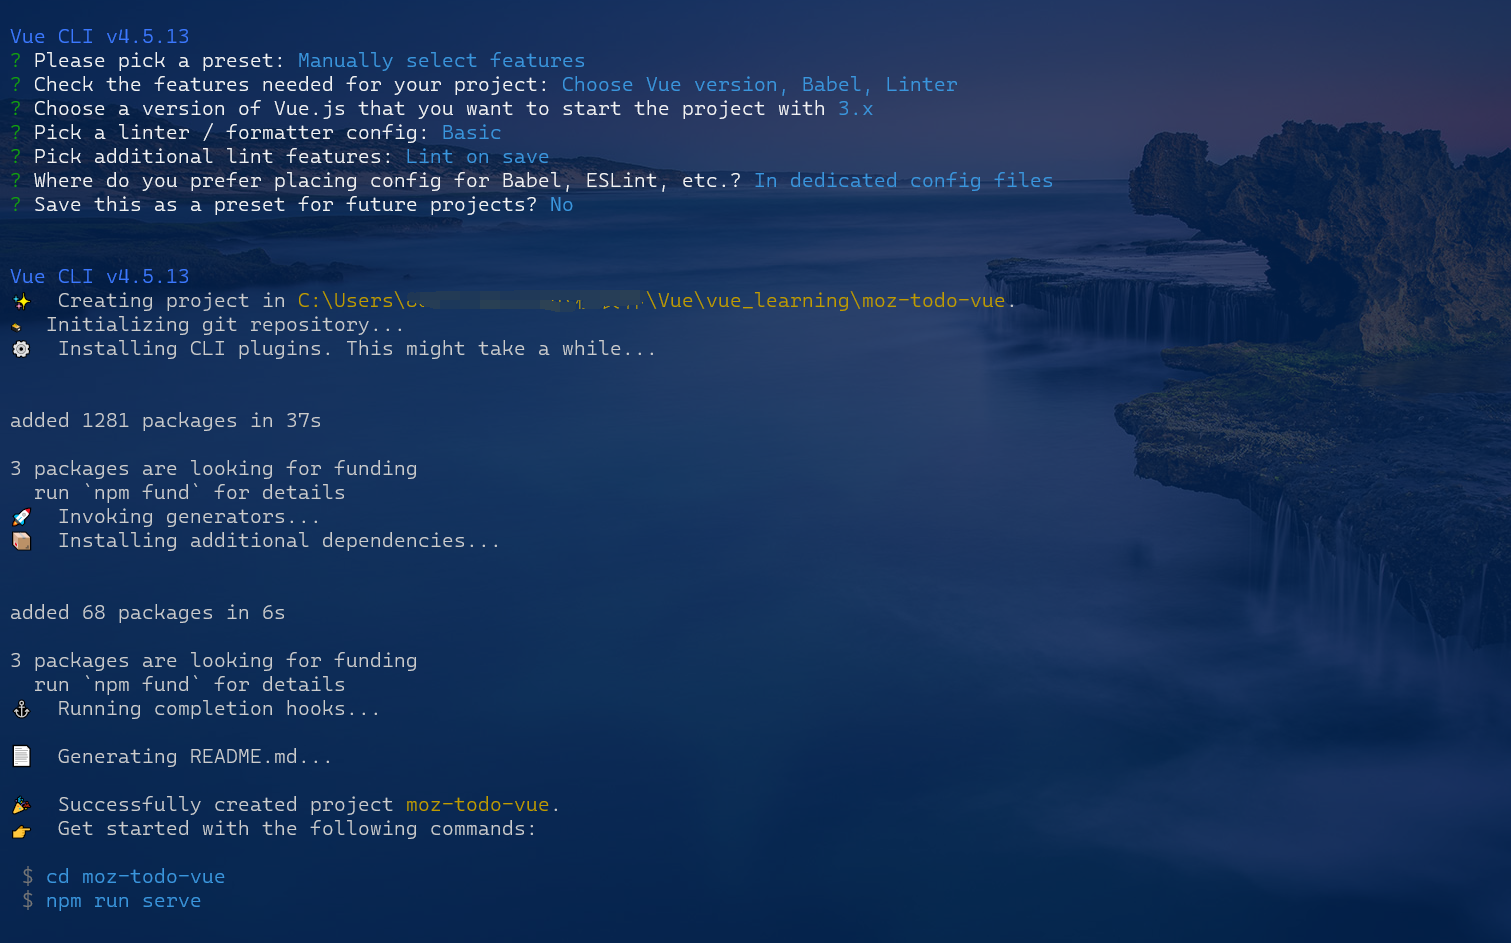 Vue CLI v4.5.13
? Please pick a preset: Manually select features
? Check the features needed for your project: Choose Vue version, Babel, Linter
? Choose a version of Vue.js that you want to start the project with 3.x
? Pick a linter / formatter config: Basic
? Pick additional lint features: Lint on save
? Where do you prefer placing config for Babel, ESLint, etc.? In dedicated config files
? Save this as a preset for future projects? No
Vue CLI v4.5.13
✨ Creating project in C:\Users\ \Vue\vue_learning\moz-todo-vue.
Initializing git repository...
⚙️ Installing CLI plugins. This might take a while...
added 1281 packages in 37s
3 packages are looking for funding
run `npm fund` for details
🚀 Invoking generators...
📦 Installing additional dependencies...
added 68 packages in 6s
3 packages are looking for funding
run `npm fund` for details
⚓ Running completion hooks...
📄 Generating README.md...
🎉 Successfully created project moz-todo-vue.
👉 Get started with the following commands:
$ cd moz-todo-vue
$ npm run serve